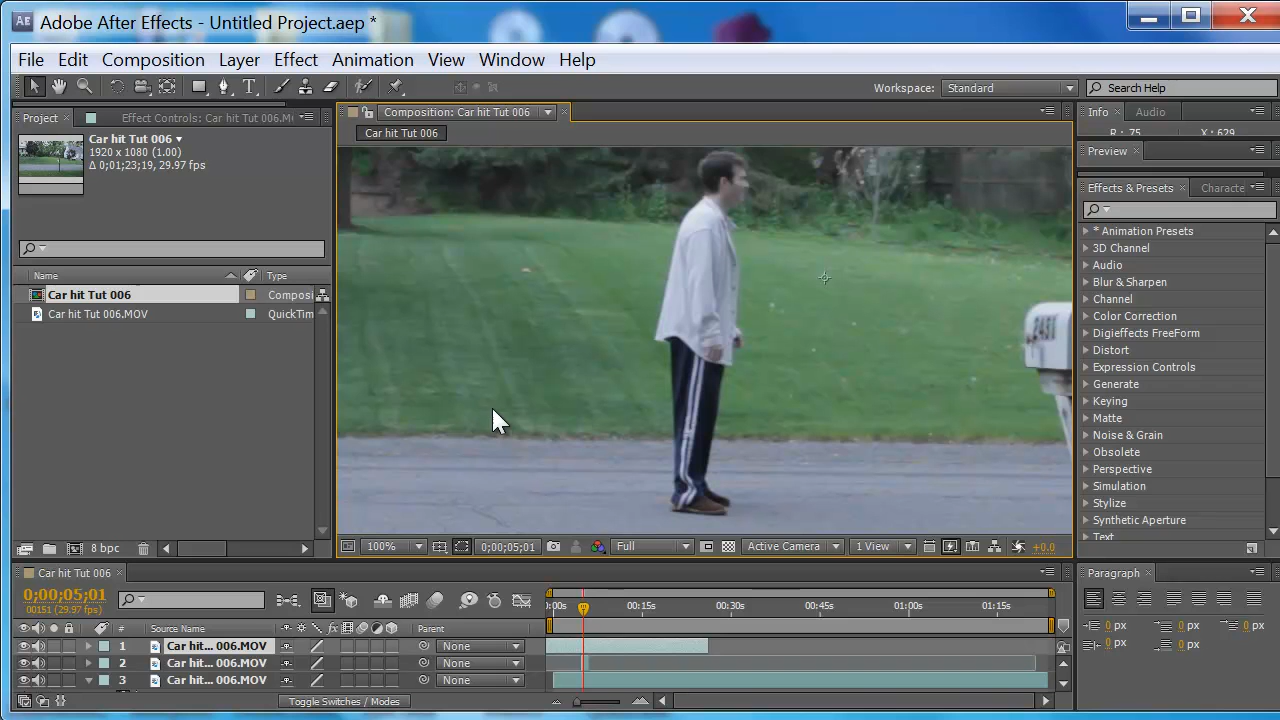 AE Adobe After Effects - Untitled Project.aep *
File Edit Composition Layer Effect Animation View Window Help
Workspace: Standard Search Help
Project Effect Controls: Car hit Tut 006.M Composition: Car hit Tut 006 Info Audio
Car hit Tut 006
Car hit Tut 006
1920 x 1080 (1.00)
Δ 0;01;23;19, 29.97 fps
R : 75 X : 629
Preview
Effects & Presets Characte
* Animation Presets
3D Channel
Audio
Blur & Sharpen
Channel
Color Correction
Digieffects FreeForm
Distort
Expression Controls
Generate
Keying
Matte
Noise & Grain
Obsolete
Perspective
Simulation
Stylize
Synthetic Aperture
Text
Name Type
Car hit Tut 006 Composi
Car hit Tut 006.MOV QuickTim
8 bpc
100% 0;00;05;01 Full Active Camera 1 View +0.0
Car hit Tut 006
0;00;05;01
00151 (29.97 fps)
0:00s 00:15s 00:30s 00:45s 01:00s 01:15s
# Source Name Parent
1 Car hit... 006.MOV None
2 Car hit... 006.MOV None
3 Car hit... 006.MOV None
Toggle Switches / Modes
Paragraph
0 px 0 px 0 px
0 px 0 px